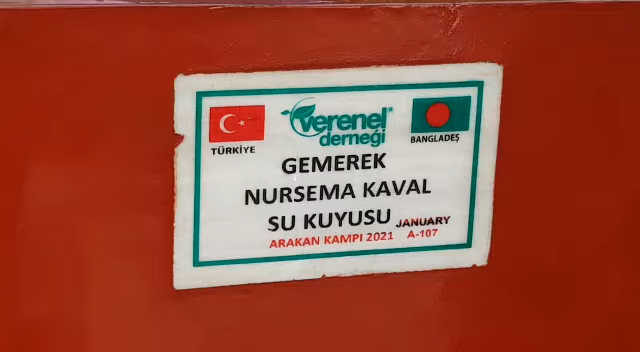 verenel
derneği
TÜRKİYE
BANGLADEŞ
GEMEREK
NURSEMA KAVAL
SU KUYUSU JANUARY
ARAKAN KAMPI 2021 A-107